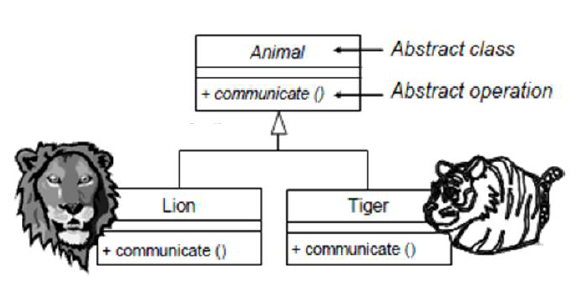 Animal
Abstract class
+ communicate ()
Abstract operation
Lion
Tiger
+ communicate ()
+ communicate ()